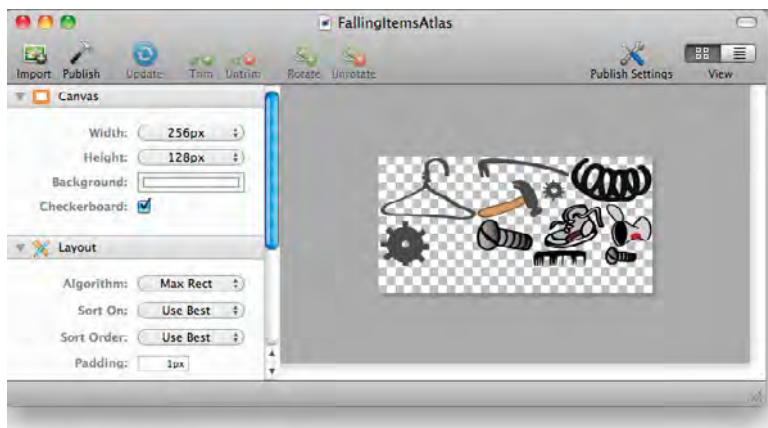 FallingItemsAtlas
Import Publish Update Trim Untrim Rotate Unrotate Publish Settings View
Canvas
Width: 256px
Height: 128px
Background:
Checkerboard:
Layout
Algorithm: Max Rect
Sort On: Use Best
Sort Order: Use Best
Padding: 1px